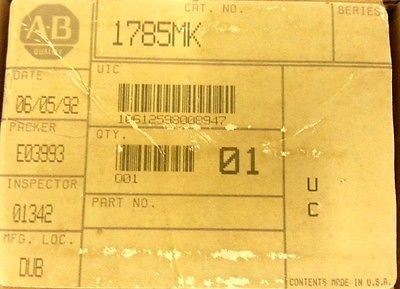 A-B
QUALITY
CAT. NO.
1785MK
SERIES
DATE
06/05/92
UIC
10612598008947
PACKER
E03993
QTY.
001
01
INSPECTOR
01342
PART NO.
U
C
MFG. LOC.
DUB
CONTENTS MADE IN U.S.A.